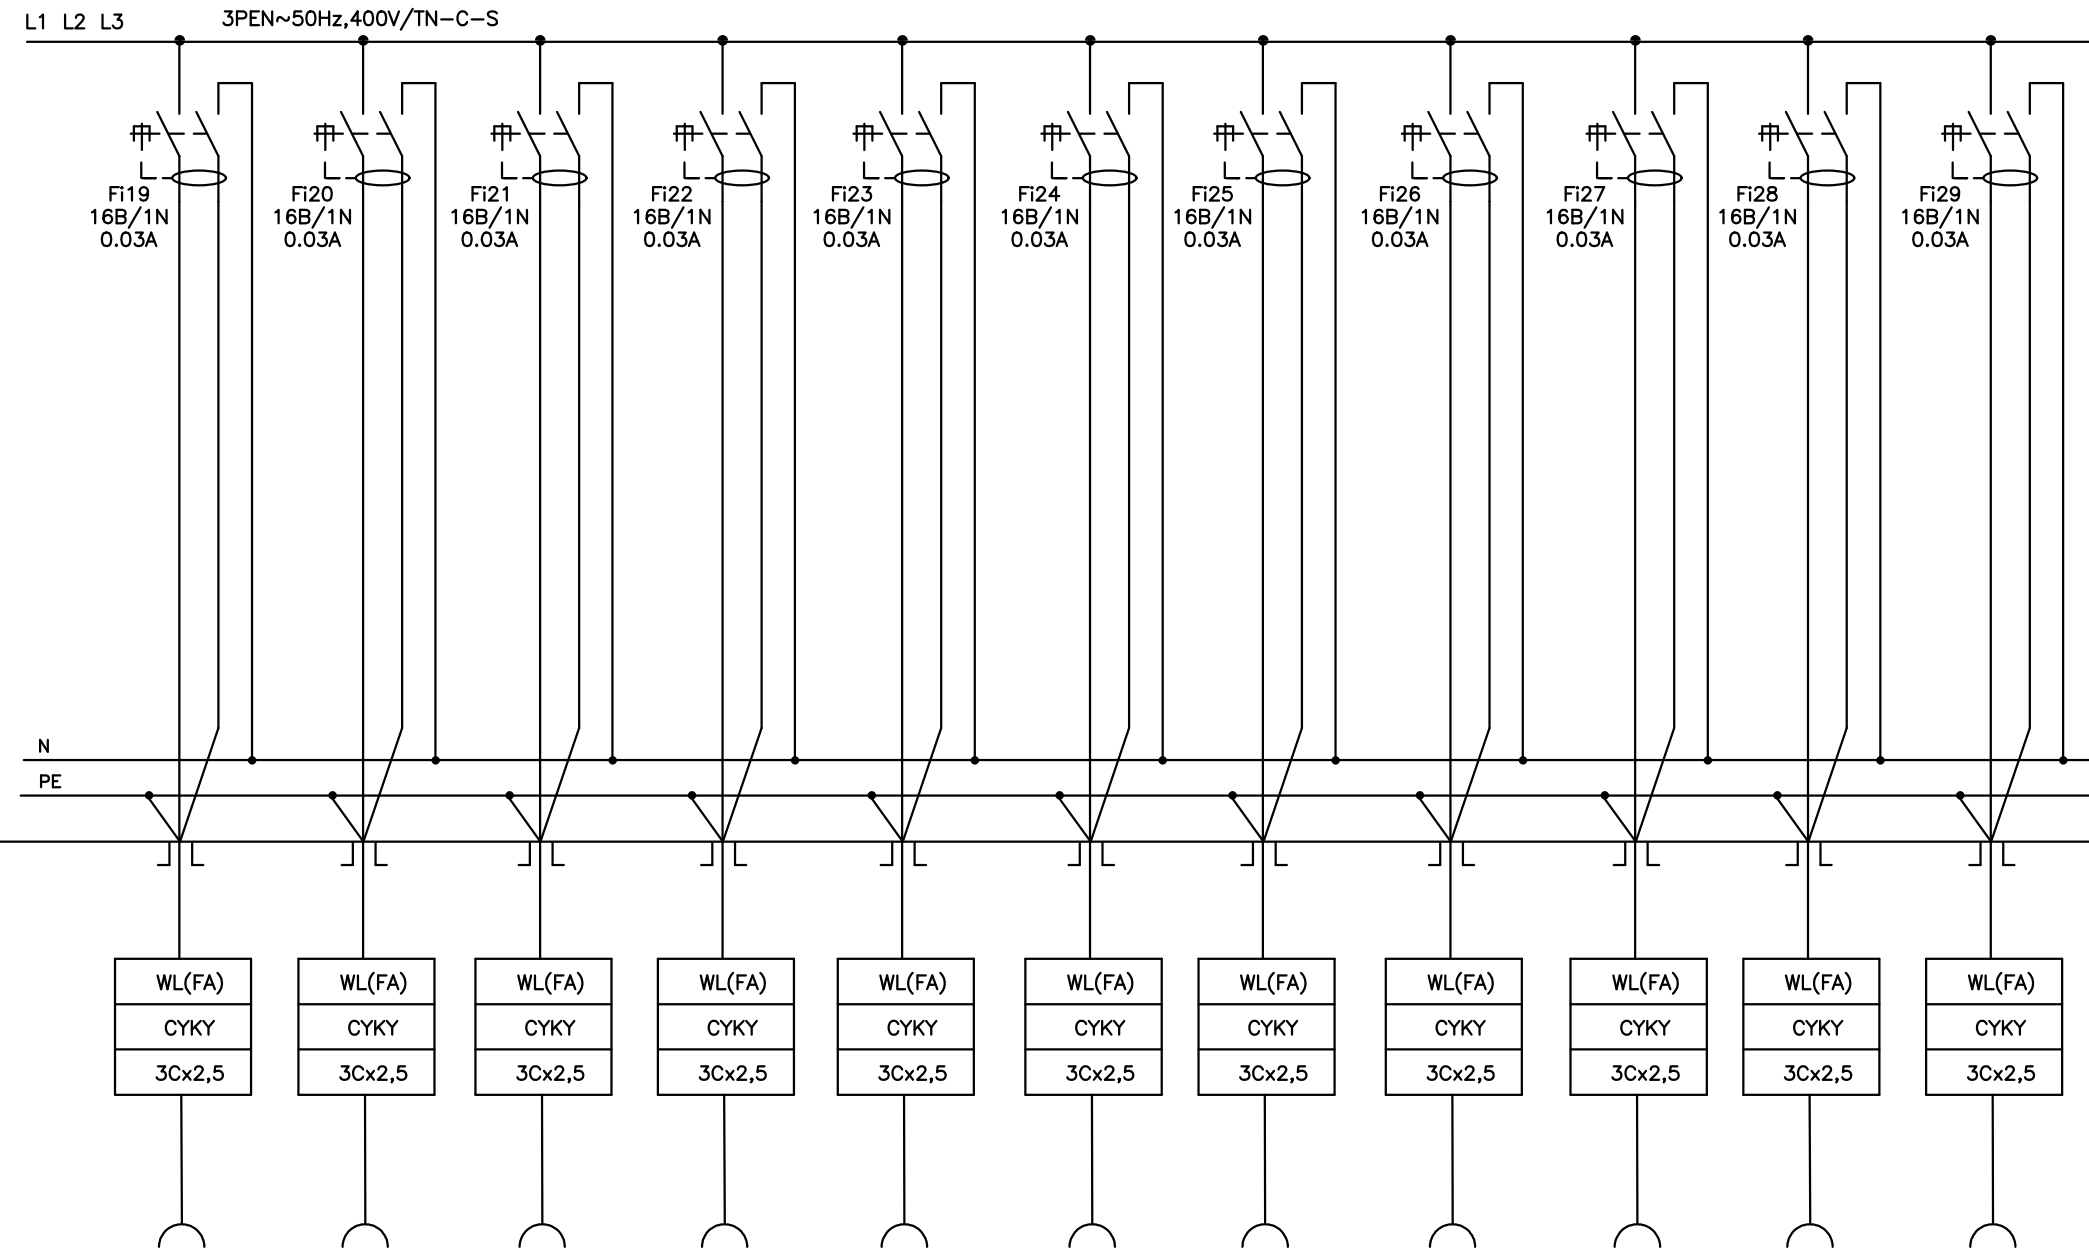 L1 L2 L3 3PEN~50Hz,400V/TN-C-S
Fi19
16B/1N
0.03A
Fi20
16B/1N
0.03A
Fi21
16B/1N
0.03A
Fi22
16B/1N
0.03A
Fi23
16B/1N
0.03A
Fi24
16B/1N
0.03A
Fi25
16B/1N
0.03A
Fi26
16B/1N
0.03A
Fi27
16B/1N
0.03A
Fi28
16B/1N
0.03A
Fi29
16B/1N
0.03A
N
PE
WL(FA)
CYKY
3Cx2,5
WL(FA)
CYKY
3Cx2,5
WL(FA)
CYKY
3Cx2,5
WL(FA)
CYKY
3Cx2,5
WL(FA)
CYKY
3Cx2,5
WL(FA)
CYKY
3Cx2,5
WL(FA)
CYKY
3Cx2,5
WL(FA)
CYKY
3Cx2,5
WL(FA)
CYKY
3Cx2,5
WL(FA)
CYKY
3Cx2,5
WL(FA)
CYKY
3Cx2,5